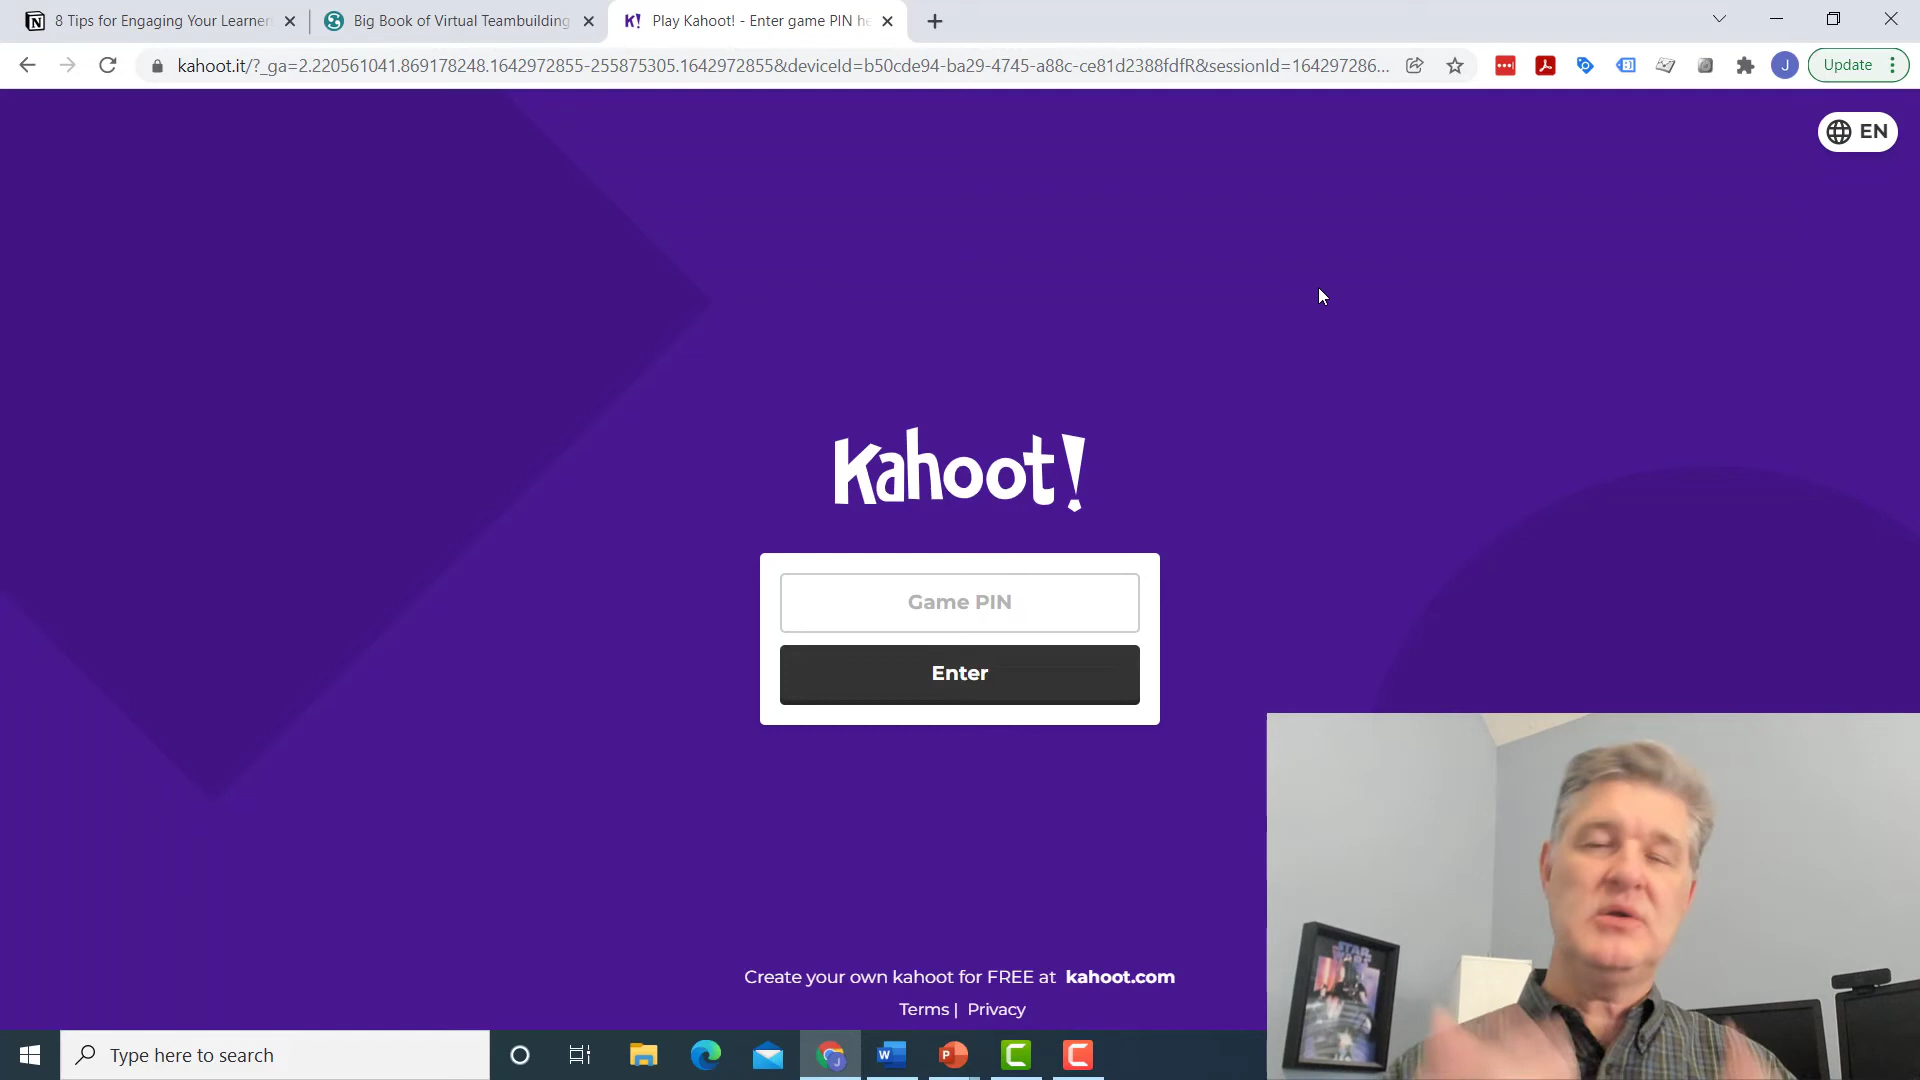 8 Tips for Engaging Your Learner
Big Book of Virtual Teambuilding
K! Play Kahoot! - Enter game PIN he
kahoot.it/?_ga=2.220561041.869178248.1642972855-255875305.1642972855&deviceId=b50cde94-ba29-4745-a88c-ce81d2388fdfR&sessionId=164297286...
J
Update
EN
Kahoot!
Game PIN
Enter
Create your own kahoot for FREE at kahoot.com
Terms | Privacy
STAR
WARS
Type here to search